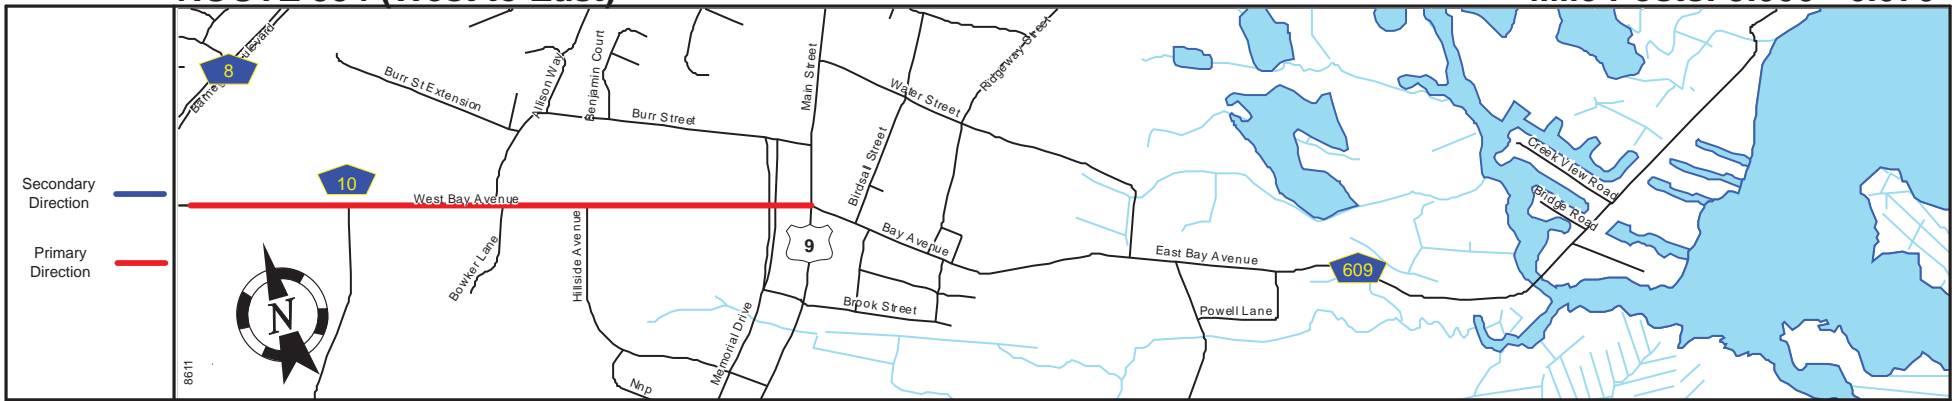 Secondary
Direction
Primary
Direction
8
10
9
609
Burr St Extension
Allison Way
Benjamin Court
Burr Street
Main Street
Water Street
Ridgeway Street
Birdsal Street
West Bay Avenue
Bay Avenue
East Bay Avenue
Bowker Lane
Hillside Avenue
Memorial Drive
Brook Street
Powell Lane
Creek View Road
Bridge Road
Nnp
N
8611